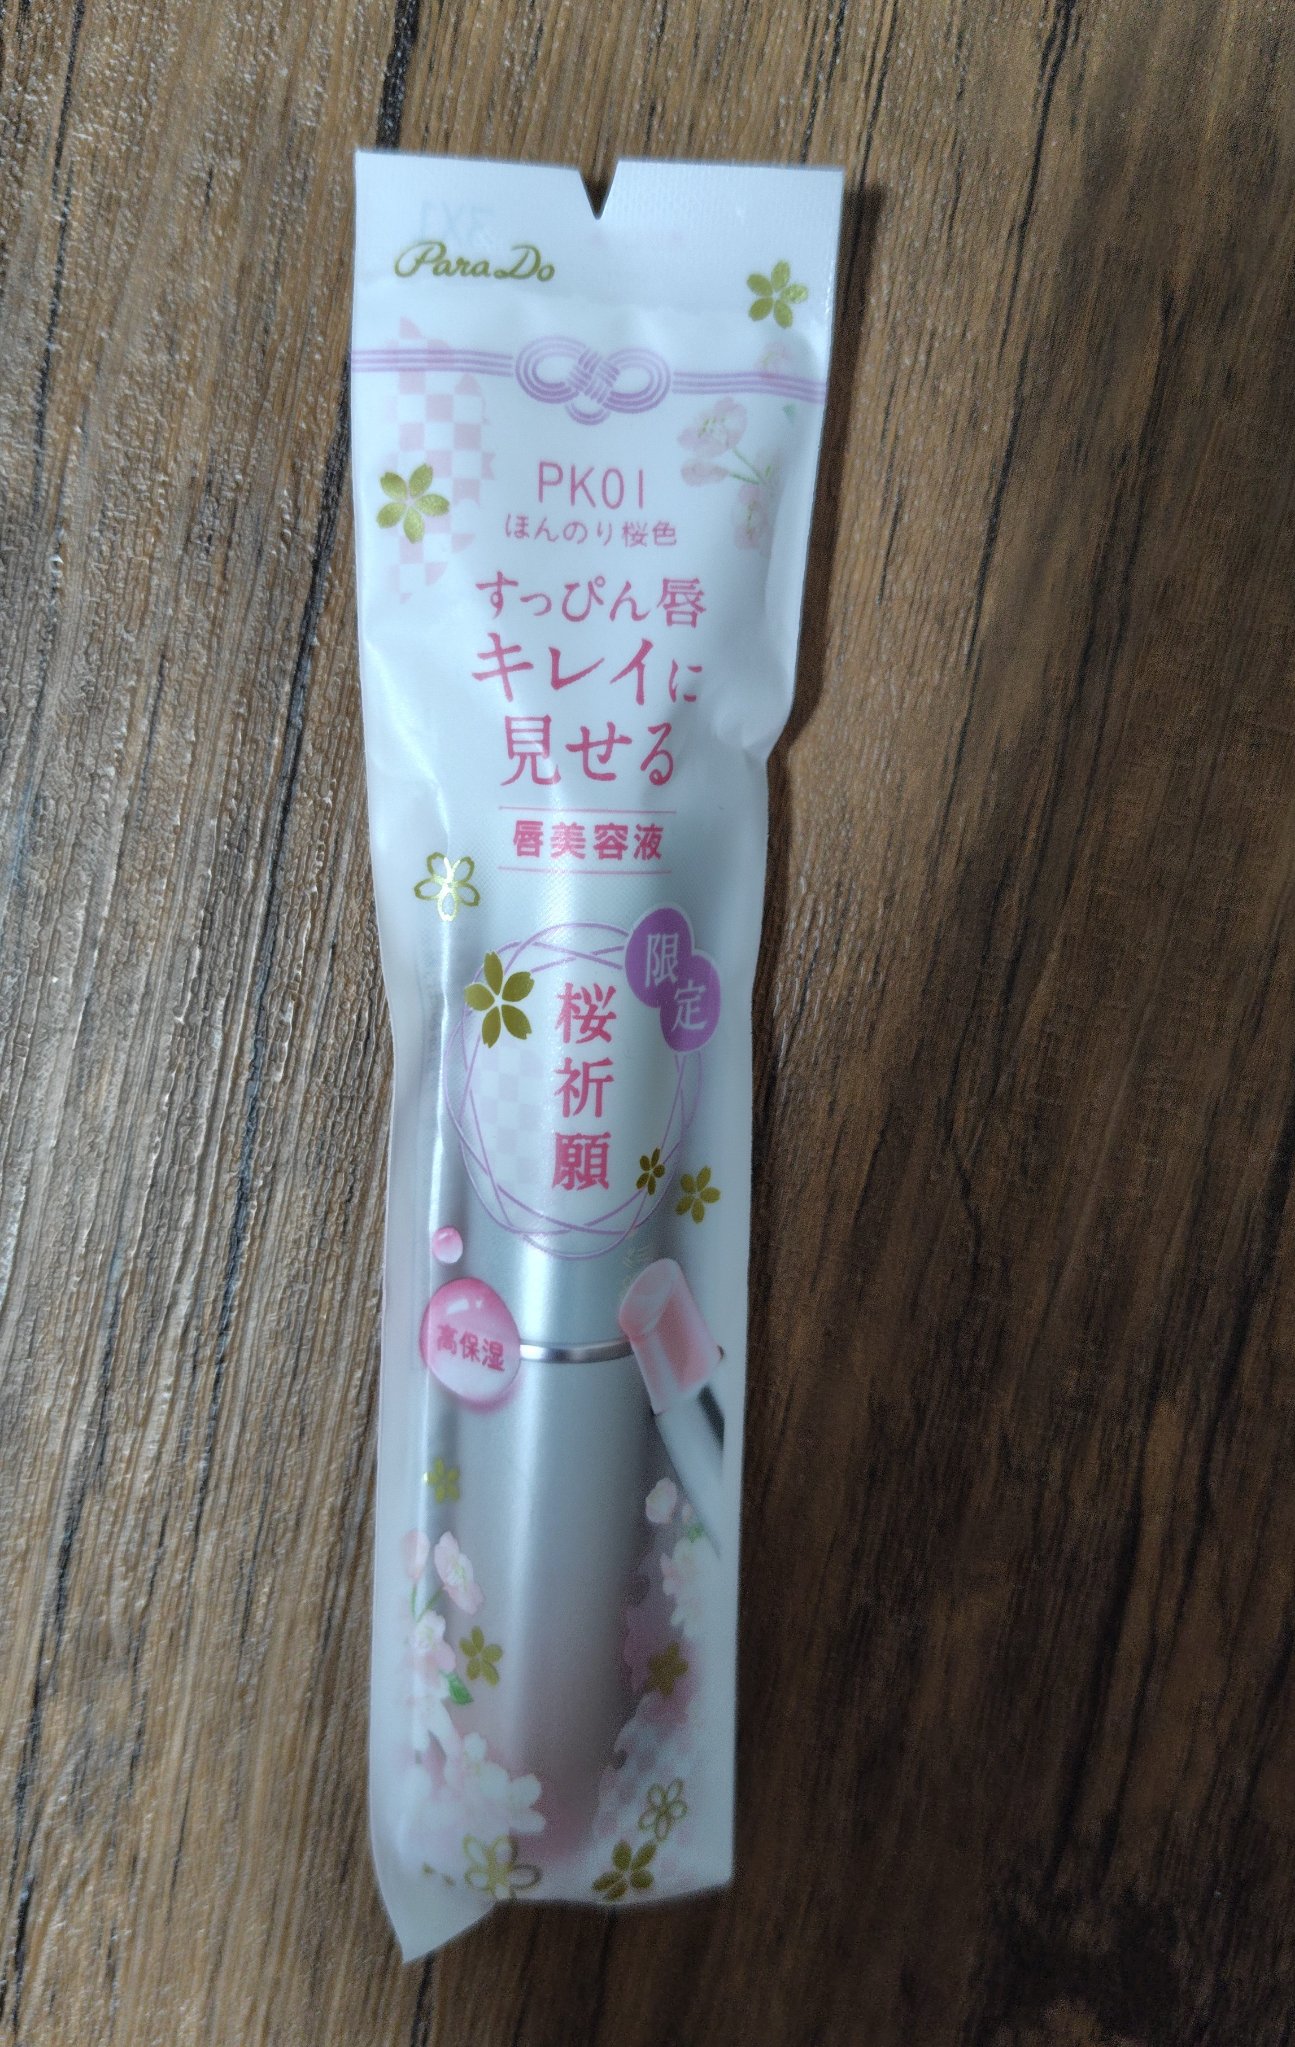 ParaDo
PK01
ほんのり桜色
すっぴん唇
キレイに
見せる
唇美容液
限定
桜祈願
高保湿